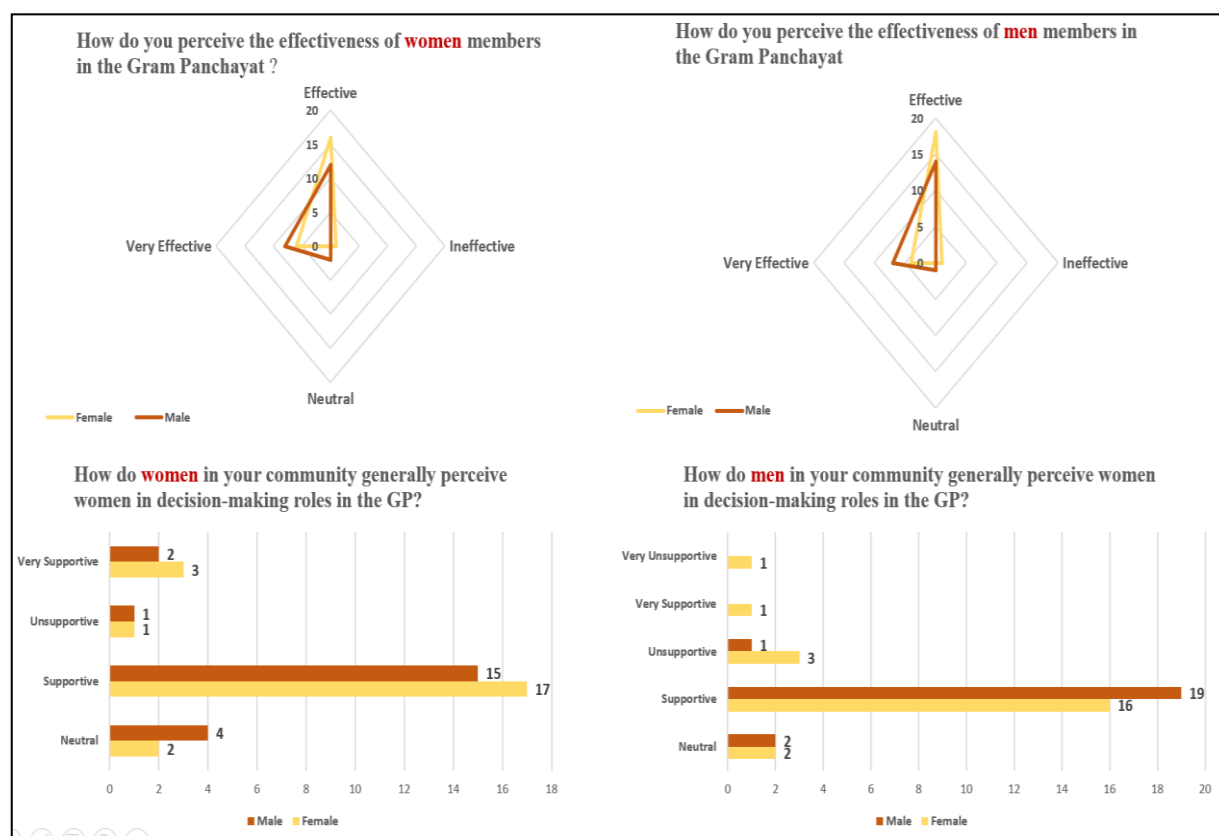 How do you perceive the effectiveness of women members
in the Gram Panchayat ?
Effective
20
15
10
5
0
Very Effective
Ineffective
Neutral
Female
Male
How do you perceive the effectiveness of men members in
the Gram Panchayat
Effective
20
15
10
5
0
Very Effective
Ineffective
Neutral
Female
Male
How do women in your community generally perceive
women in decision-making roles in the GP?
Very Supportive
2
3
Unsupportive
1
1
Supportive
15
17
Neutral
4
2
0 2 4 6 8 10 12 14 16 18
Male
Female
How do men in your community generally perceive women
in decision-making roles in the GP?
Very Unsupportive
1
Very Supportive
1
Unsupportive
1
3
Supportive
19
16
Neutral
2
2
0 2 4 6 8 10 12 14 16 18 20
Male
Female